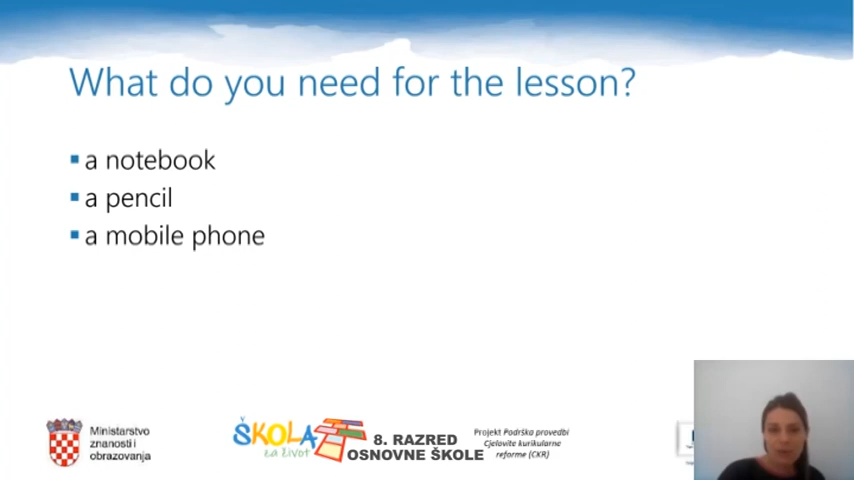 What do you need for the lesson?
a notebook
a pencil
a mobile phone
Ministarstvo
znanosti i
obrazovanja
ŠKOLA
za život
8. RAZRED
OSNOVNE ŠKOLE
Projekt Podrška provedbi
Cjelovite kurikularne
reforme (CKR)